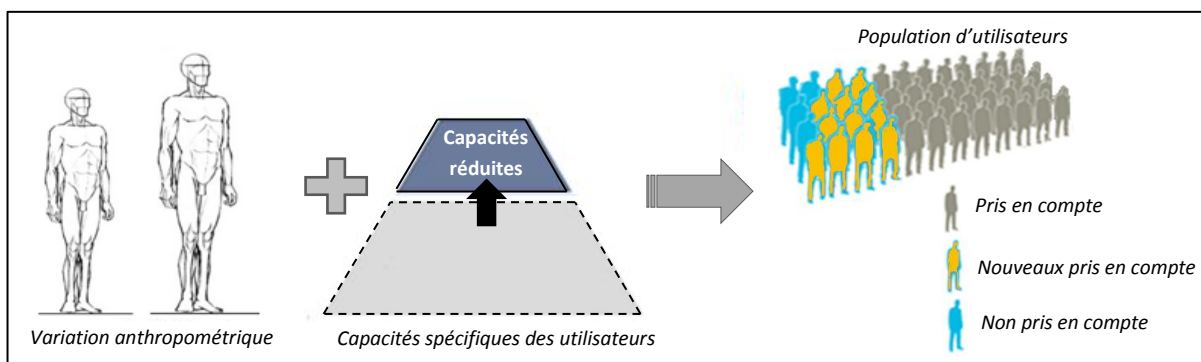 Population d’utilisateurs
Capacités
réduites
Pris en compte
Nouveaux pris en compte
Non pris en compte
Variation anthropométrique
Capacités spécifiques des utilisateurs